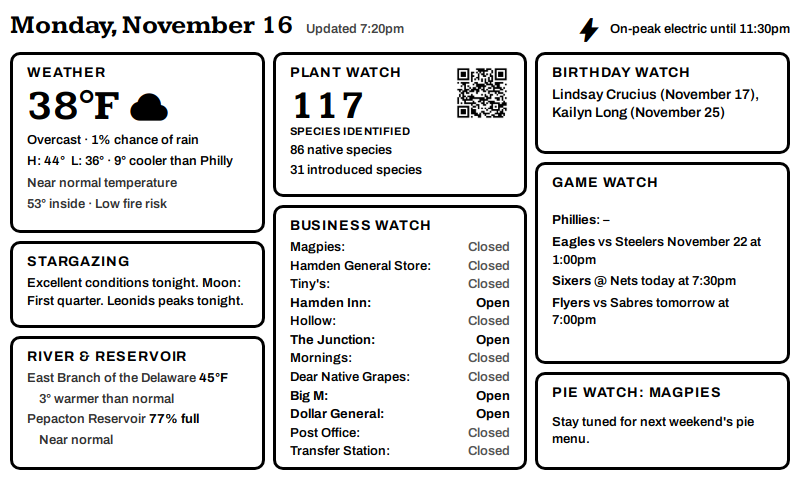 Monday, November 16 Updated 7:20pm
On-peak electric until 11:30pm
WEATHER
38°F
Overcast · 1% chance of rain
H: 44° L: 36° · 9° cooler than Philly
Near normal temperature
53° inside · Low fire risk
STARGAZING
Excellent conditions tonight. Moon:
First quarter. Leonids peaks tonight.
RIVER & RESERVOIR
East Branch of the Delaware 45°F
3° warmer than normal
Pepacton Reservoir 77% full
Near normal
PLANT WATCH
117
SPECIES IDENTIFIED
86 native species
31 introduced species
BUSINESS WATCH
Magpies: Closed
Hamden General Store: Closed
Tiny's: Closed
Hamden Inn: Open
Hollow: Closed
The Junction: Open
Mornings: Closed
Dear Native Grapes: Closed
Big M: Open
Dollar General: Open
Post Office: Closed
Transfer Station: Closed
BIRTHDAY WATCH
Lindsay Crucius (November 17),
Kailyn Long (November 25)
GAME WATCH
Phillies: –
Eagles vs Steelers November 22 at
1:00pm
Sixers @ Nets today at 7:30pm
Flyers vs Sabres tomorrow at
7:00pm
PIE WATCH: MAGPIES
Stay tuned for next weekend's pie
menu.